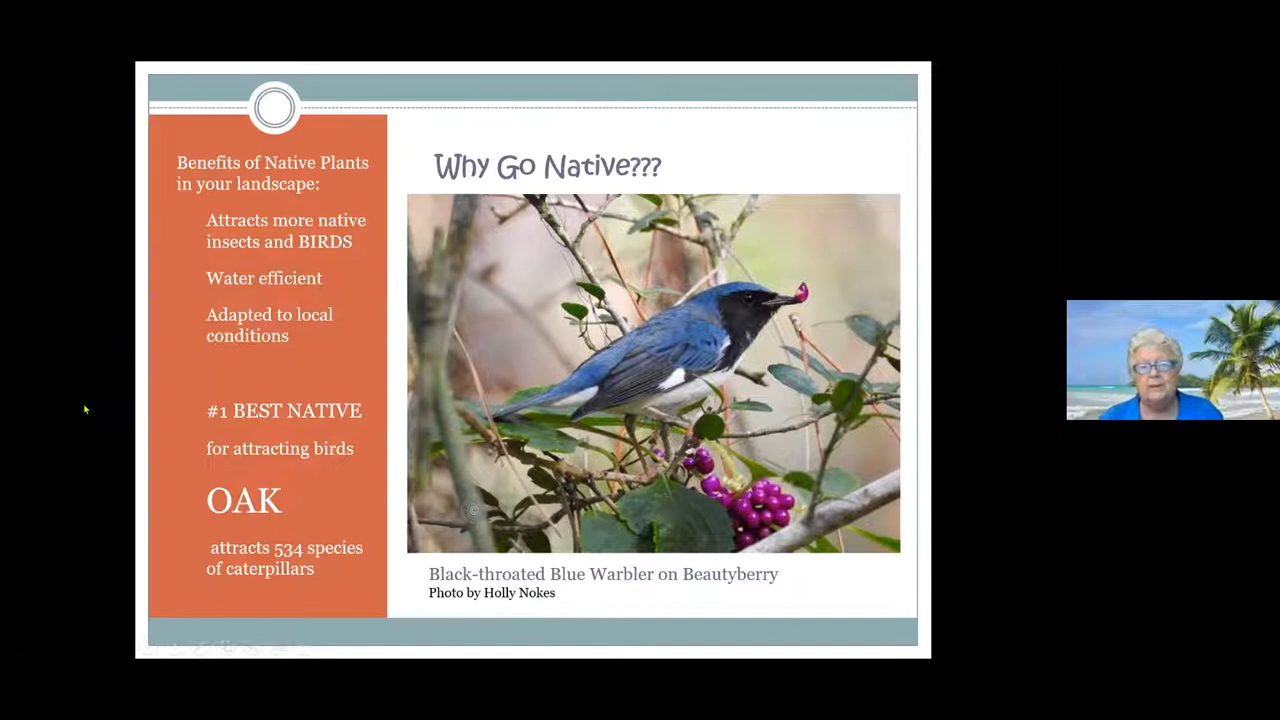 Benefits of Native Plants
in your landscape:
Attracts more native
insects and BIRDS
Water efficient
Adapted to local
conditions
#1 BEST NATIVE
for attracting birds
OAK
attracts 534 species
of caterpillars
Why Go Native???
©
Black-throated Blue Warbler on Beautyberry
Photo by Holly Nokes